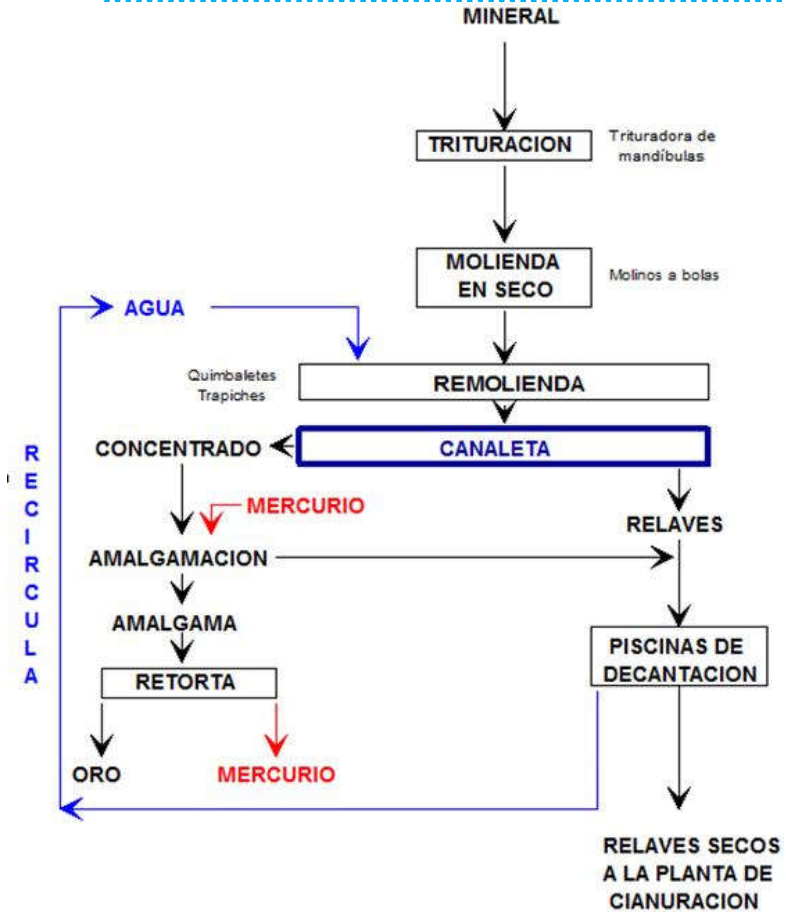 MINERAL
TRITURACION
Trituradora de
mandíbulas
MOLIENDA
EN SECO
Molinos a bolas
AGUA
Quimbaletes
Trapiches
REMOLIENDA
CONCENTRADO
CANALETA
MERCURIO
RELAVES
AMALGAMACION
AMALGAMA
PISCINAS DE
DECANTACION
RETORTA
ORO
MERCURIO
RECIRCULA
RELAVES SECOS
A LA PLANTA DE
CIANURACION